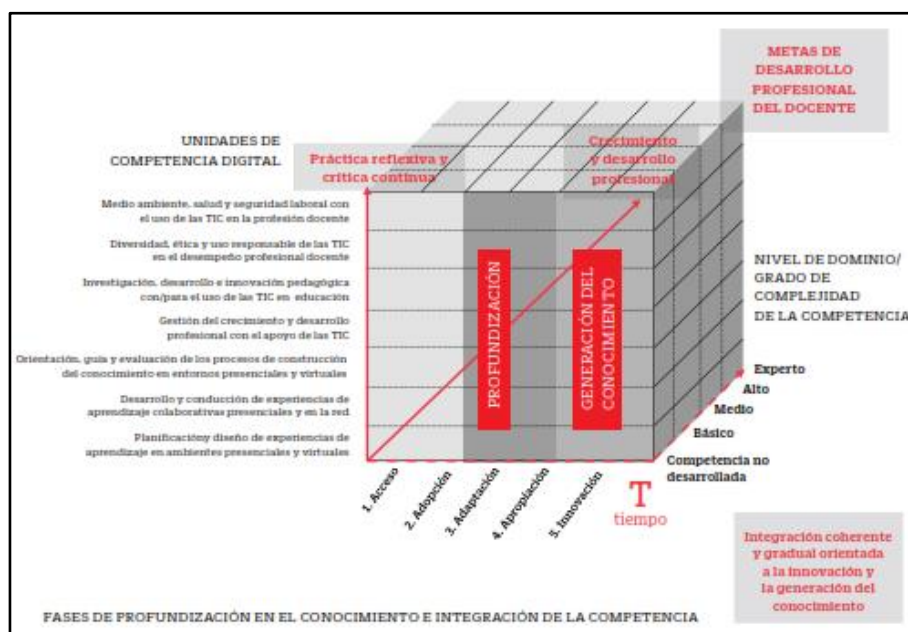 METAS DE
DESARROLLO
PROFESIONAL
DEL DOCENTE
UNIDADES DE
COMPETENCIA DIGITAL
Práctica reflexiva y
crítica continua
Crecimiento
y desarrollo
profesional
Medio ambiente, salud y seguridad laboral con
el uso de las TIC en la profesión docente
Diversidad, ética y uso responsable de las TIC
en el desempeño profesional docente
Investigación, desarrollo e innovación pedagógica
con/para el uso de las TIC en educación
Gestión del crecimiento y desarrollo
profesional con el apoyo de las TIC
Orientación, guía y evaluación de los procesos de construcción
del conocimiento en entornos presenciales y virtuales
Desarrollo y conducción de experiencias de
aprendizaje colaborativas presenciales y en la red
Planificacióny diseño de experiencias de
aprendizaje en ambientes presenciales y virtuales
PROFUNDIZACIÓN
GENERACIÓN DEL
CONOCIMIENTO
NIVEL DE DOMINIO/
GRADO DE
COMPLEJIDAD
DE LA COMPETENCIA
Experto
Alto
Medio
Básico
Competencia no
desarrollada
1. Acceso
2. Adopción
3. Adaptación
4. Apropiación
5. Innovación
T
tiempo
Integración coherente
y gradual orientada
a la innovación y
la generación del
conocimiento
FASES DE PROFUNDIZACIÓN EN EL CONOCIMIENTO E INTEGRACIÓN DE LA COMPETENCIA